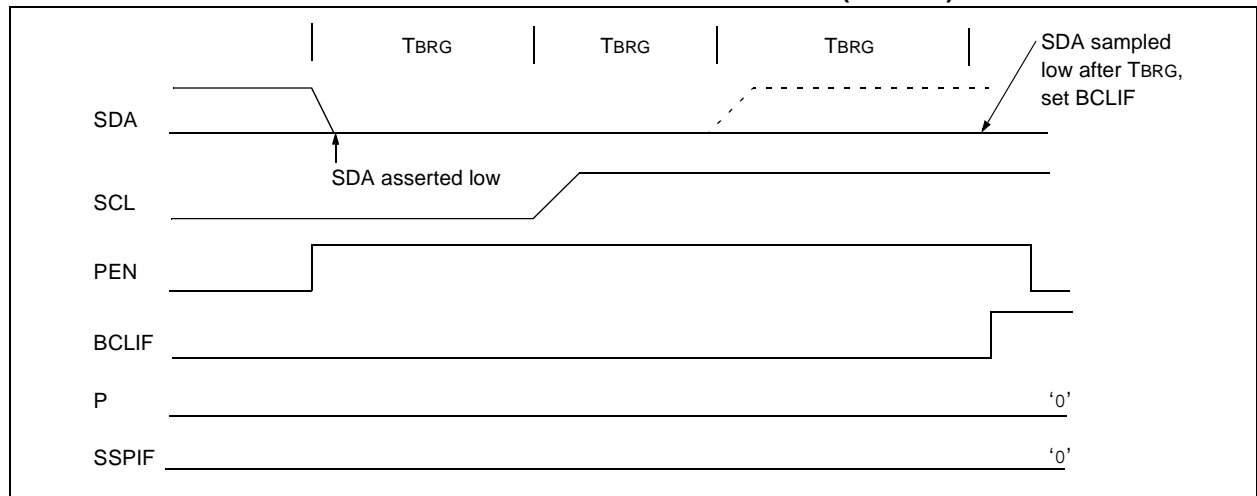 TBRG TBRG TBRG
SDA sampled
low after TBRG,
set BCLIF
SDA
SDA asserted low
SCL
PEN
BCLIF
P ‘0’
SSPIF ‘0’